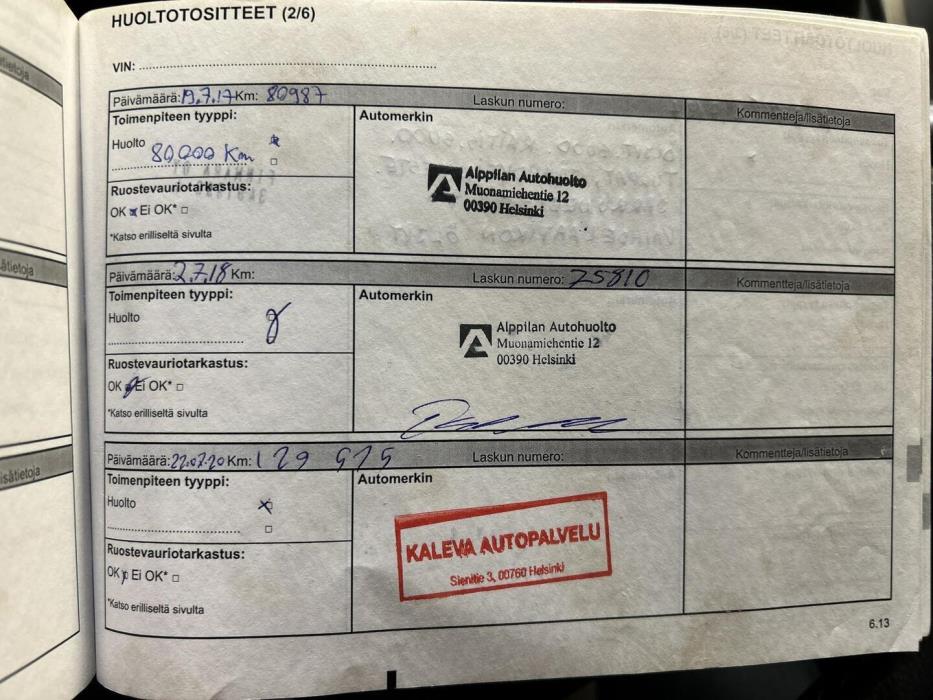 HUOLTOTOSITTEET (2/6)
VIN:
Päivämäärä: 19.7.17 Km: 80987 Laskun numero: Kommentteja/lisätietoja
Toimenpiteen tyyppi: Automerkin
Huolto
80000 Km
Alppilan Autohuolto
Muonamiehentie 12
00390 Helsinki
Ruostevauriotarkastus:
OK x Ei OK*
*Katso erilliseltä sivulta
Päivämäärä: 2.7.18 Km: Laskun numero: 75810 Kommentteja/lisätietoja
Toimenpiteen tyyppi: Automerkin
Huolto
Alppilan Autohuolto
Muonamiehentie 12
00390 Helsinki
Ruostevauriotarkastus:
OK Ei OK*
*Katso erilliseltä sivulta
Päivämäärä: 22.07.20 Km: Laskun numero: Kommentteja/lisätietoja
Toimenpiteen tyyppi: Automerkin
Huolto x
KALEVA AUTOPALVELU
Sienitie 3, 00760 Helsinki
Ruostevauriotarkastus:
OK Ei OK*
*Katso erilliseltä sivulta
6.13